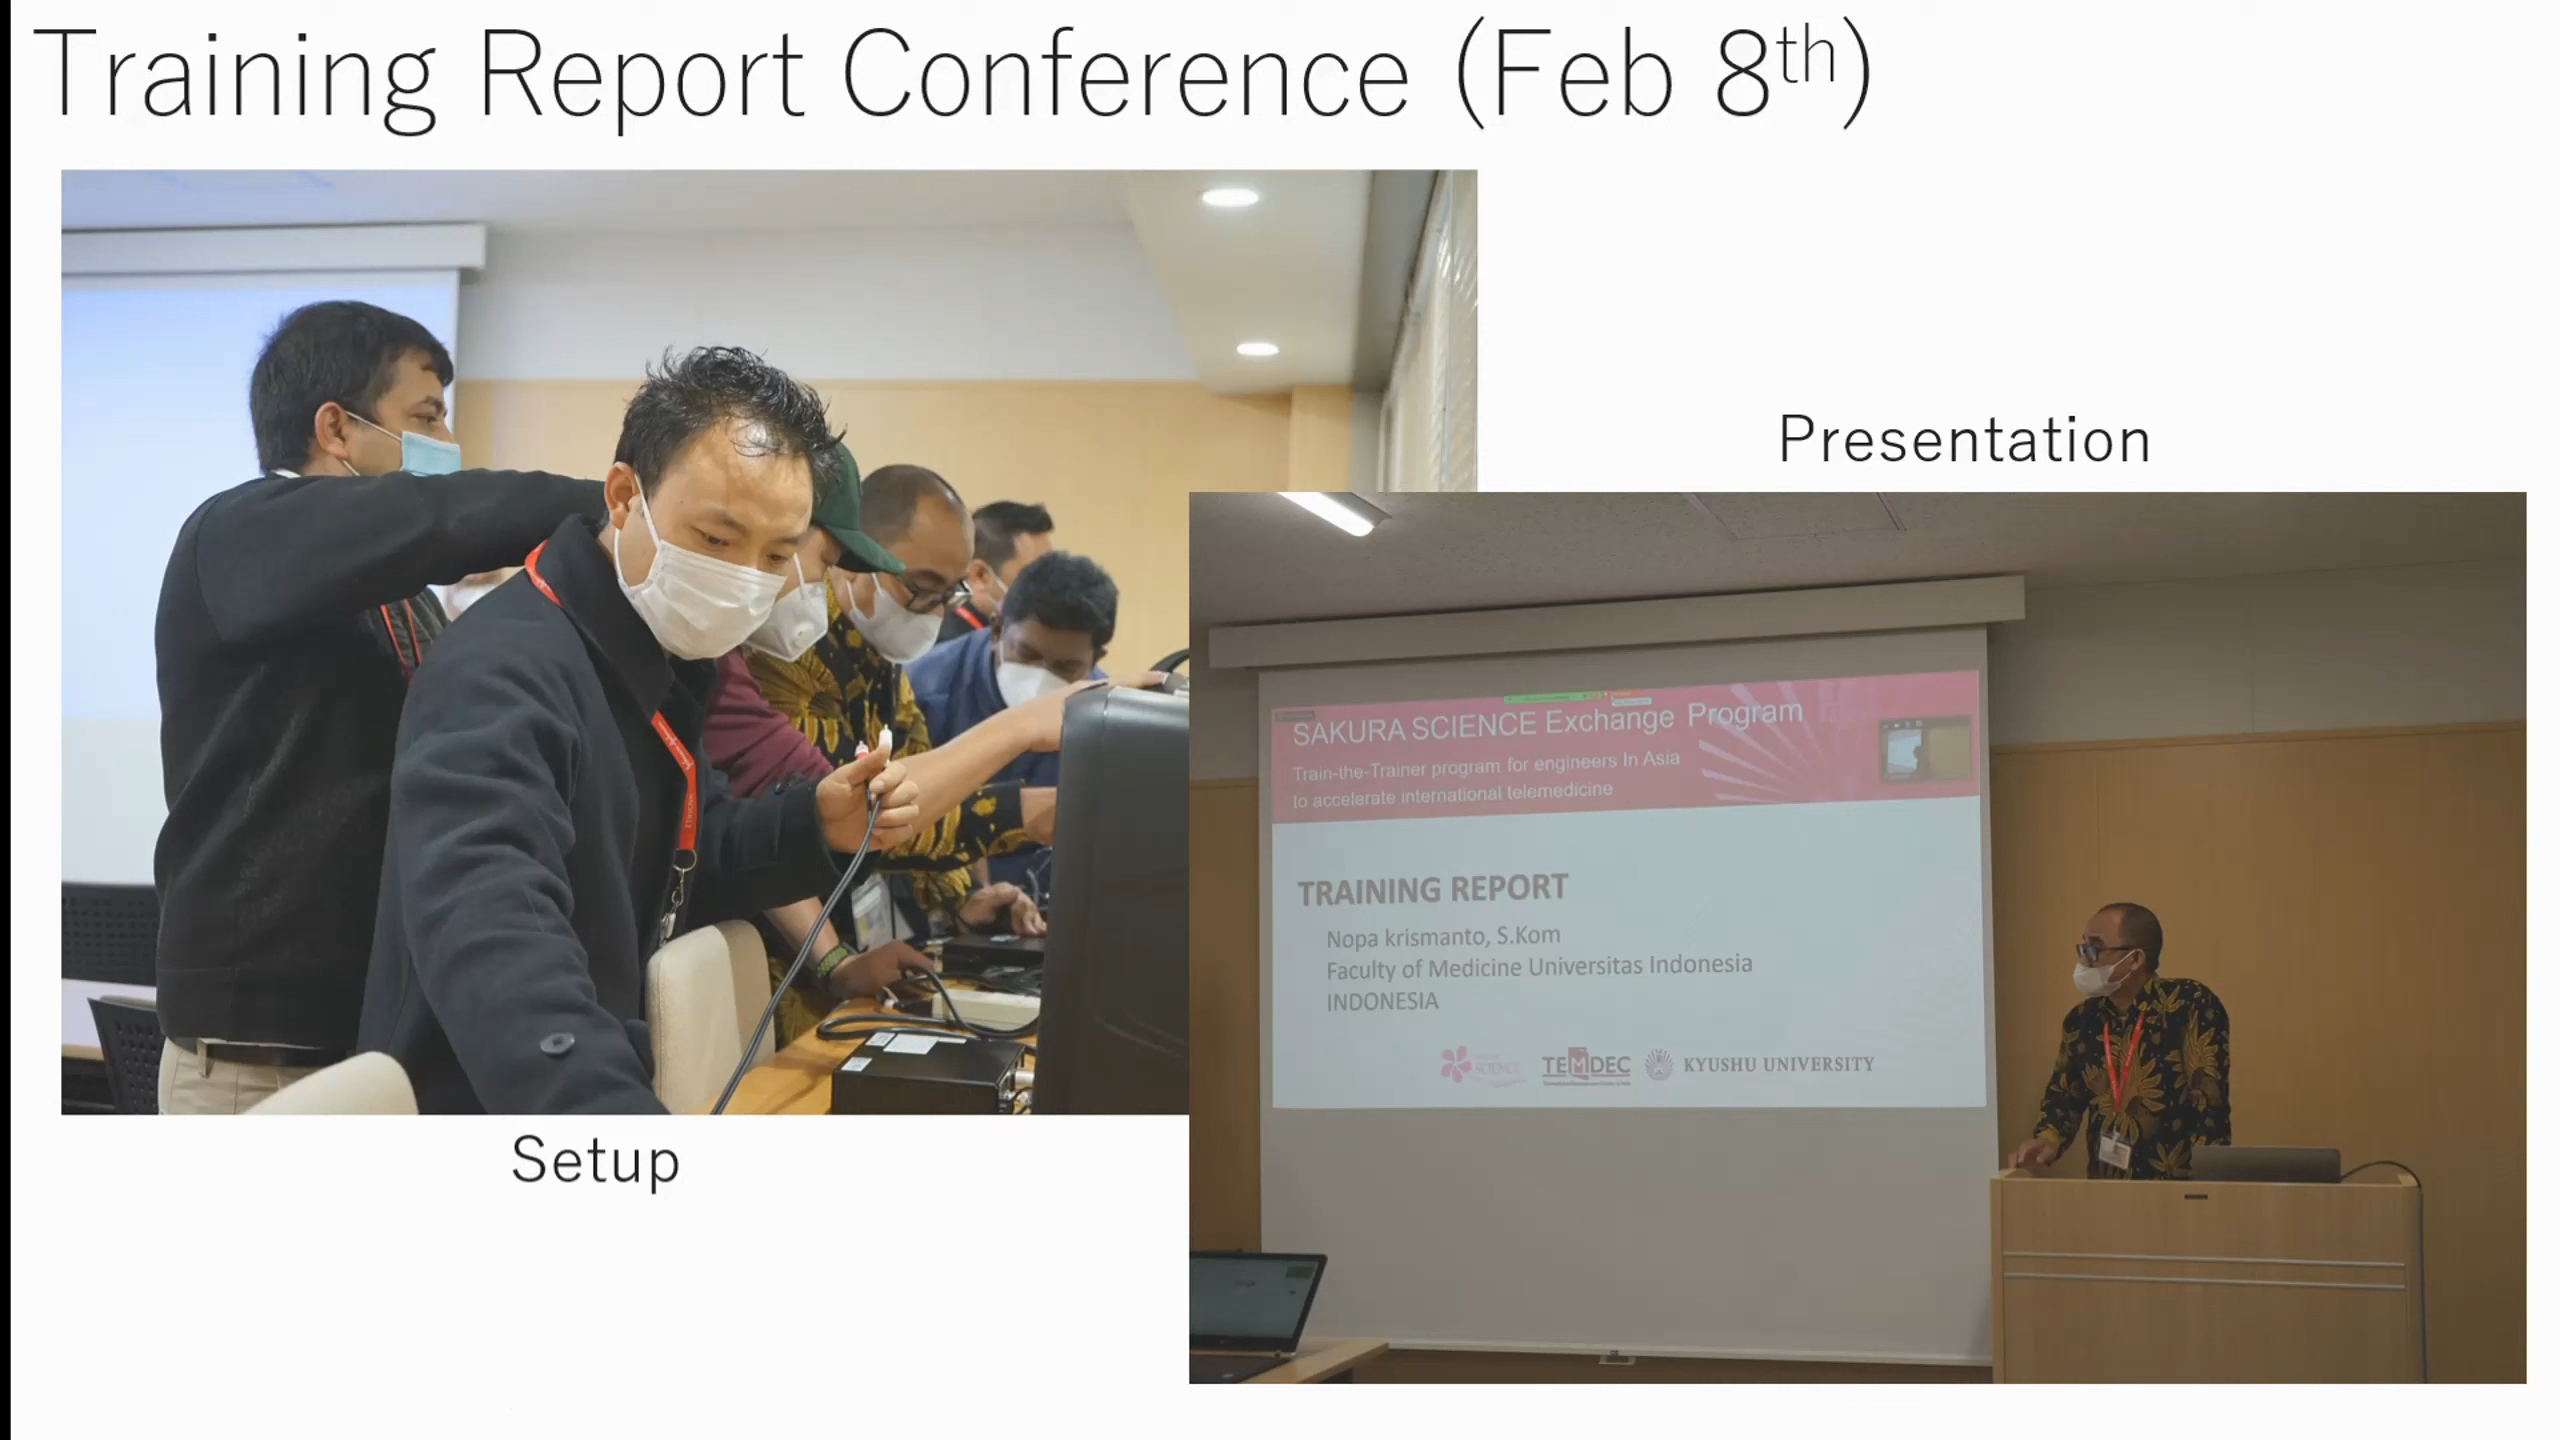 Training Report Conference (Feb 8th)
Presentation
SAKURA SCIENCE Exchange Program
Train-the-Trainer program for engineers In Asia
to accelerate international telemedicine
TRAINING REPORT
Nopa krismanto, S.Kom
Faculty of Medicine Universitas Indonesia
INDONESIA
SCIENCE TEMDEC KYUSHU UNIVERSITY
Setup